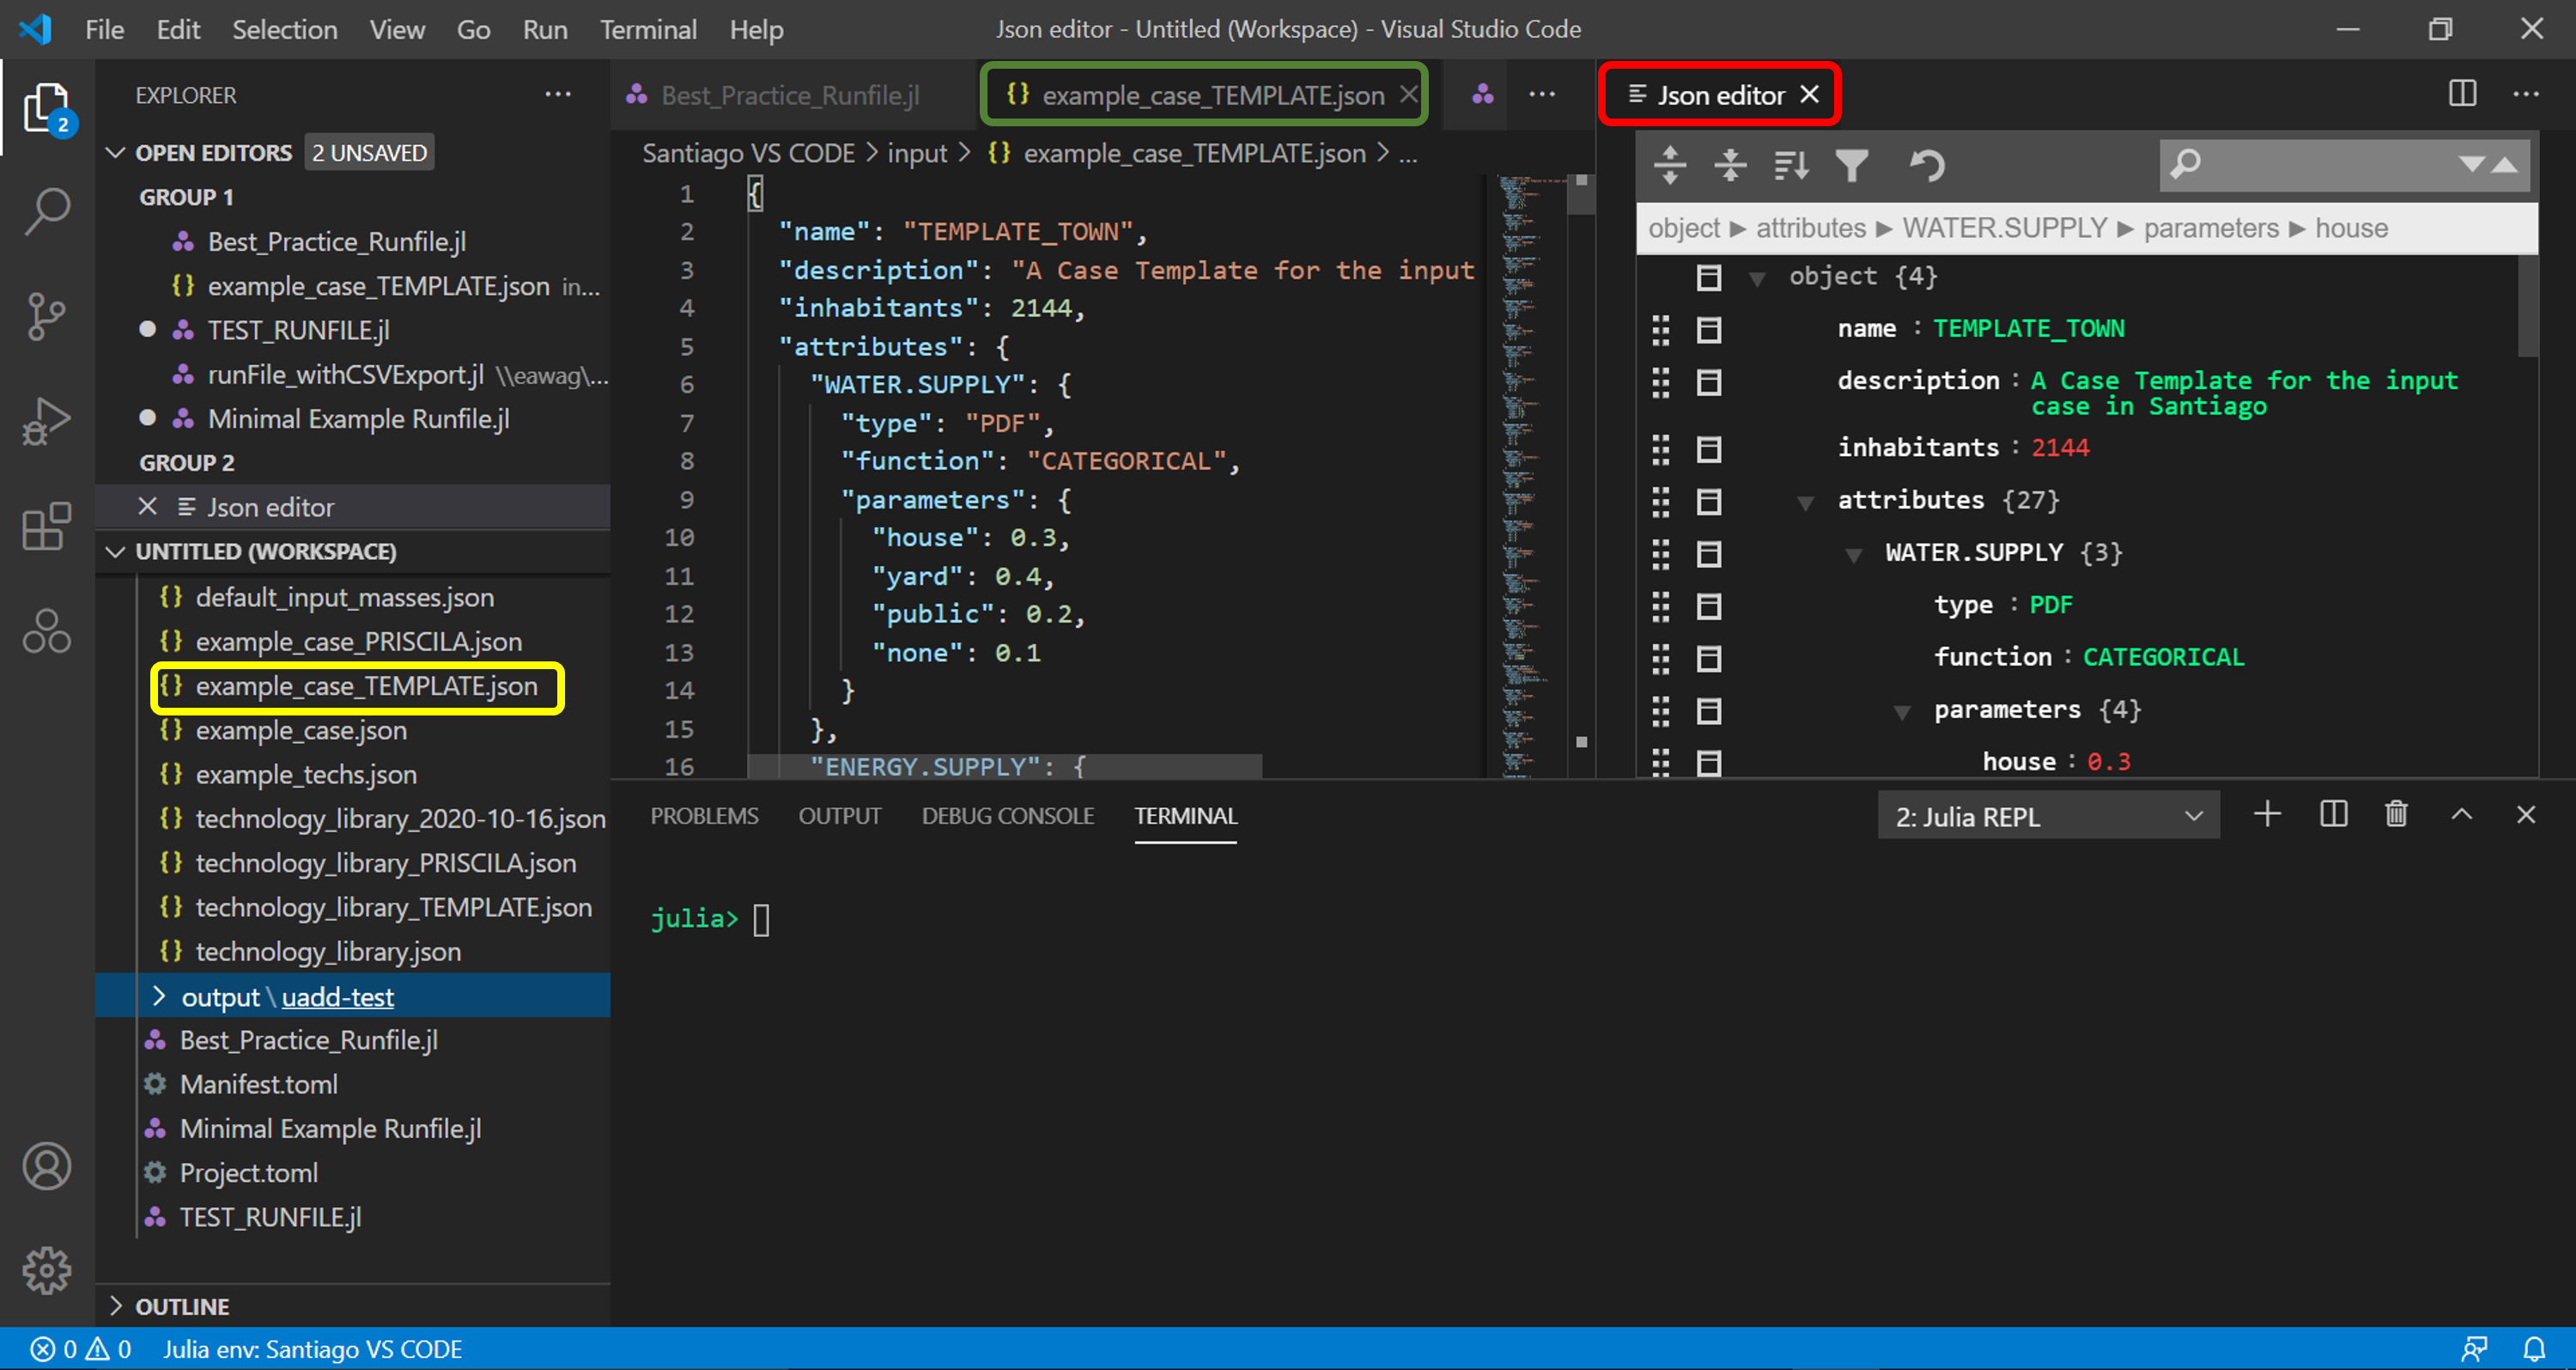 File Edit Selection View Go Run Terminal Help
Json editor - Untitled (Workspace) - Visual Studio Code
2
EXPLORER
OPEN EDITORS 2 UNSAVED
GROUP 1
Best_Practice_Runfile.jl
example_case_TEMPLATE.json in...
TEST_RUNFILE.jl
runFile_withCSVExport.jl \\eawag\...
Minimal Example Runfile.jl
GROUP 2
Json editor
UNTITLED (WORKSPACE)
default_input_masses.json
example_case_PRISCILA.json
example_case_TEMPLATE.json
example_case.json
example_techs.json
technology_library_2020-10-16.json
technology_library_PRISCILA.json
technology_library_TEMPLATE.json
technology_library.json
output \ uadd-test
Best_Practice_Runfile.jl
Manifest.toml
Minimal Example Runfile.jl
Project.toml
TEST_RUNFILE.jl
OUTLINE
Best_Practice_Runfile.jl
example_case_TEMPLATE.json
Santiago VS CODE > input > {} example_case_TEMPLATE.json > ...
1 {
2 "name": "TEMPLATE_TOWN",
3 "description": "A Case Template for the input
4 "inhabitants": 2144,
5 "attributes": {
6 "WATER.SUPPLY": {
7 "type": "PDF",
8 "function": "CATEGORICAL",
9 "parameters": {
10 "house": 0.3,
11 "yard": 0.4,
12 "public": 0.2,
13 "none": 0.1
14 }
15 },
16 "ENERGY.SUPPLY": {
Json editor
object ► attributes ► WATER.SUPPLY ► parameters ► house
object {4}
name : TEMPLATE_TOWN
description : A Case Template for the input
case in Santiago
inhabitants : 2144
attributes {27}
WATER.SUPPLY {3}
type : PDF
function : CATEGORICAL
parameters {4}
house : 0.3
PROBLEMS OUTPUT DEBUG CONSOLE TERMINAL
2: Julia REPL
julia>
0 0 Julia env: Santiago VS CODE